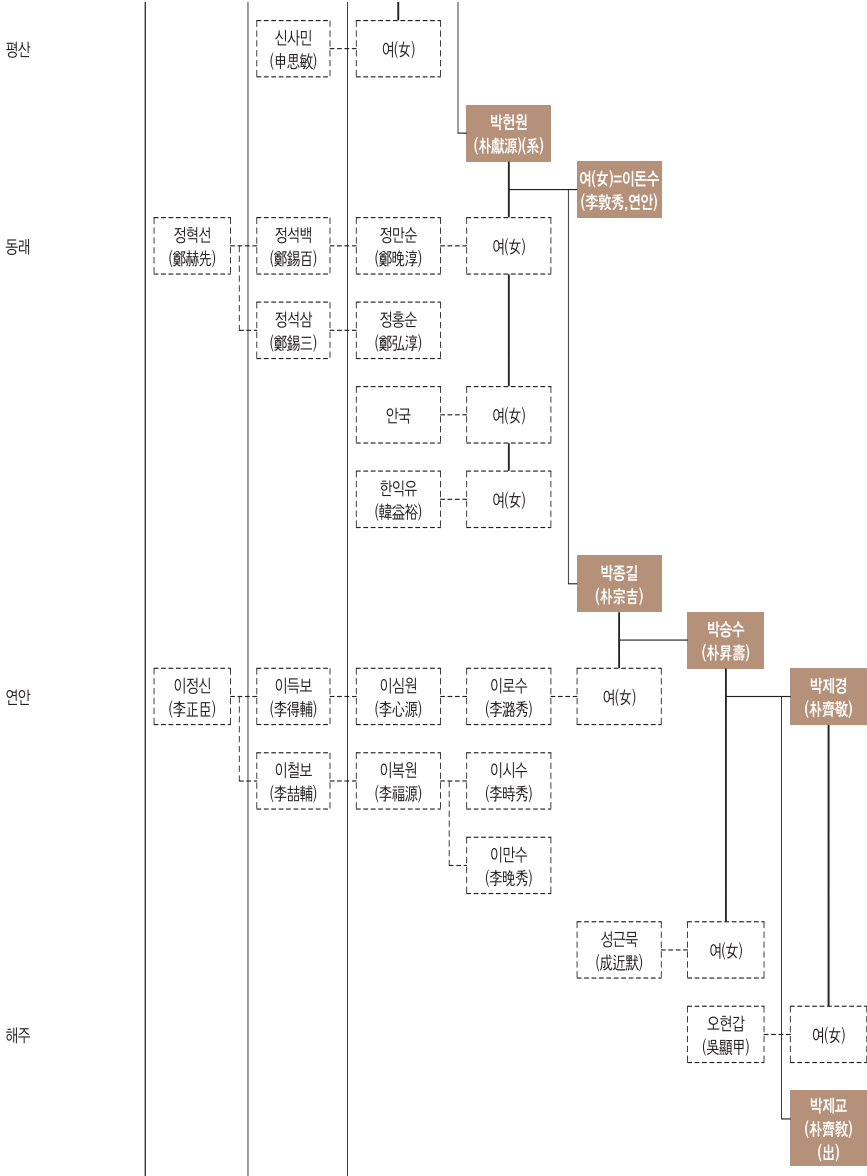 평산
신사민
(申思敏)
여(女)
박헌원
(朴獻源)(系)
여(女)=이돈수
(李敦秀,연안)
동래
정혁선
(鄭赫先)
정석백
(鄭錫百)
정만순
(鄭晩淳)
여(女)
정석삼
(鄭錫三)
정홍순
(鄭弘淳)
안국
여(女)
한익유
(韓益裕)
여(女)
박종길
(朴宗吉)
박승수
(朴昇壽)
연안
이정신
(李正臣)
이득보
(李得輔)
이심원
(李心源)
이로수
(李潞秀)
여(女)
박제경
(朴齊敬)
이철보
(李喆輔)
이복원
(李福源)
이시수
(李時秀)
이만수
(李晩秀)
성근묵
(成近默)
여(女)
해주
오현갑
(吳顯甲)
여(女)
박제교
(朴齊敎)
(出)